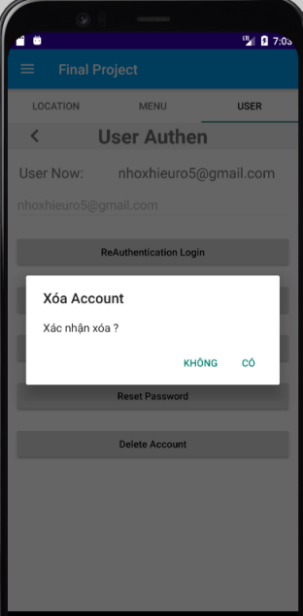 7:03
Final Project
LOCATION MENU USER
User Authen
User Now: nhoxhieuro5@gmail.com
nhoxhieuro5@gmail.com
ReAuthentication Login
Xóa Account
Xác nhận xóa ?
KHÔNG CÓ
Reset Password
Delete Account